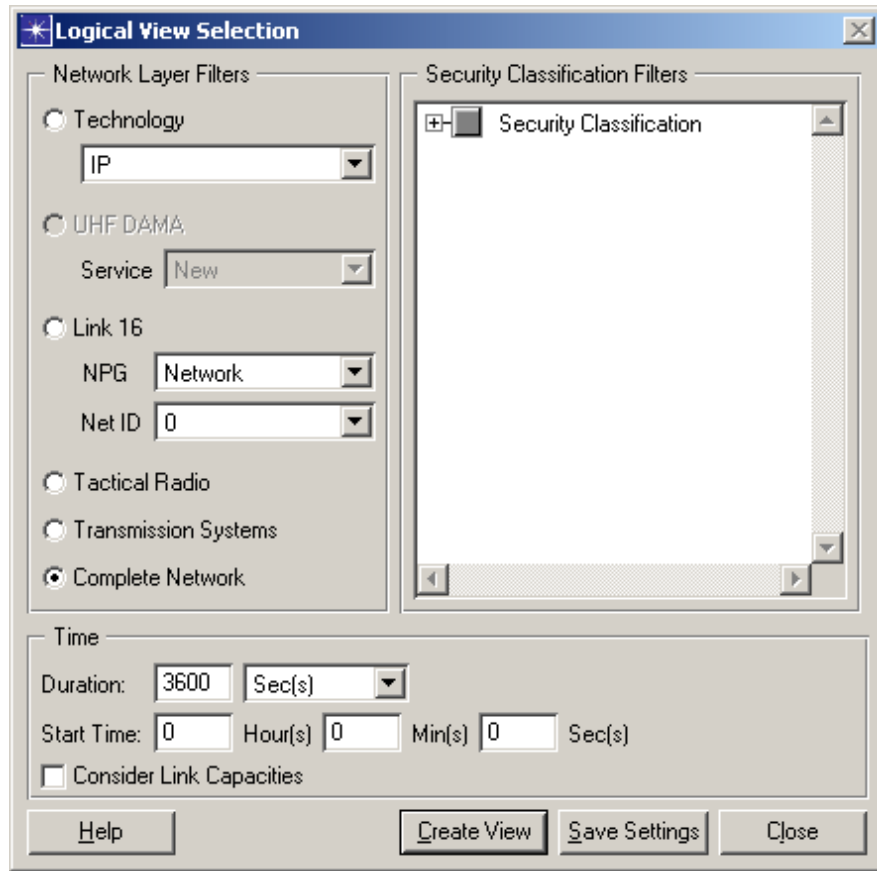 Logical View Selection
Network Layer Filters
Technology
IP
UHF DAMA
Service New
Link 16
NPG Network
Net ID 0
Tactical Radio
Transmission Systems
Complete Network
Security Classification Filters
Security Classification
Time
Duration: 3600 Sec(s)
Start Time: 0 Hour(s) 0 Min(s) 0 Sec(s)
Consider Link Capacities
Help Create View Save Settings Close